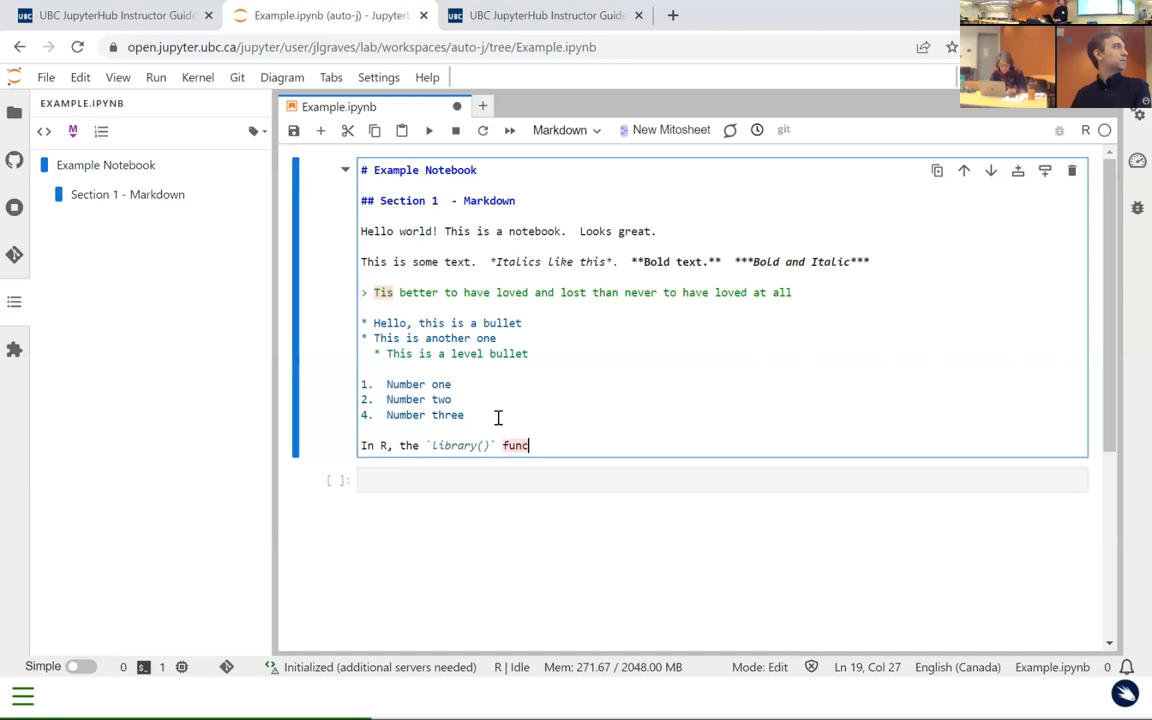 UBC JupyterHub Instructor Guide
Example.ipynb (auto-j) - JupyterL
UBC JupyterHub Instructor Guide
open.jupyter.ubc.ca/jupyter/user/jlgraves/lab/workspaces/auto-j/tree/Example.ipynb
File Edit View Run Kernel Git Diagram Tabs Settings Help
EXAMPLE.IPYNB
Example.ipynb
Markdown
New Mitosheet
git
R
Example Notebook
Section 1 - Markdown
# Example Notebook
## Section 1  - Markdown
Hello world! This is a notebook.  Looks great.
This is some text.  *Italics like this*.  **Bold text.**  ***Bold and Italic***
> Tis better to have loved and lost than never to have loved at all
* Hello, this is a bullet
* This is another one
  * This is a level bullet
1.  Number one
2.  Number two
4.  Number three
In R, the `library()` func
[ ]:
Simple 0 1 Initialized (additional servers needed) R | Idle Mem: 271.67 / 2048.00 MB Mode: Edit Ln 19, Col 27 English (Canada) Example.ipynb 0